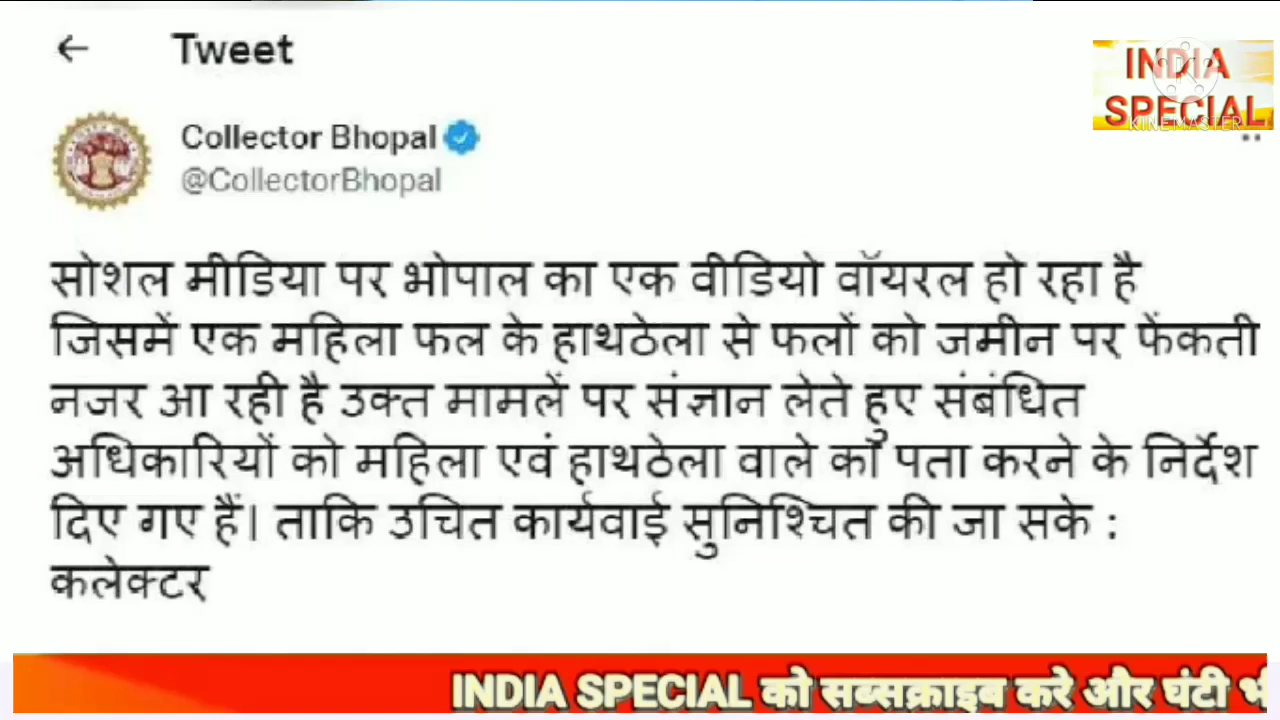 Tweet
INDIA
SPECIAL
KINEMASTER
Collector Bhopal
@CollectorBhopal
सोशल मीडिया पर भोपाल का एक वीडियो वॉयरल हो रहा है
जिसमें एक महिला फल के हाथठेला से फलों को जमीन पर फेंकती
नजर आ रही है उक्त मामलें पर संज्ञान लेते हुए संबंधित
अधिकारियों को महिला एवं हाथठेला वाले का पता करने के निर्देश
दिए गए हैं। ताकि उचित कार्यवाई सुनिश्चित की जा सके :
कलेक्टर
INDIA SPECIAL को सब्सक्राइब करे और घंटी